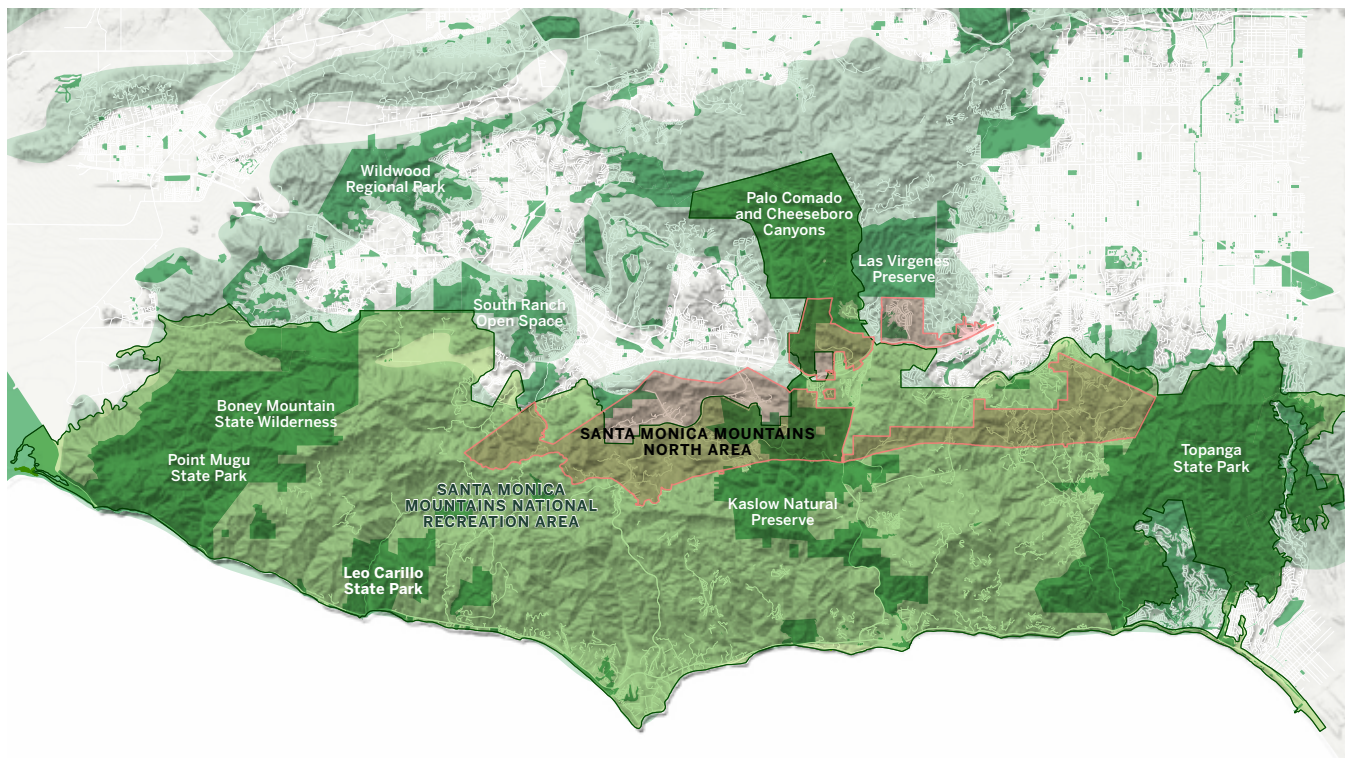 Wildwood
Regional Park
Palo Comado
and Cheeseboro
Canyons
Las Virgenes
Preserve
South Ranch
Open Space
Boney Mountain
State Wilderness
SANTA MONICA MOUNTAINS
NORTH AREA
Topanga
State Park
Point Mugu
State Park
SANTA MONICA
MOUNTAINS NATIONAL
RECREATION AREA
Kaslow Natural
Preserve
Leo Carillo
State Park